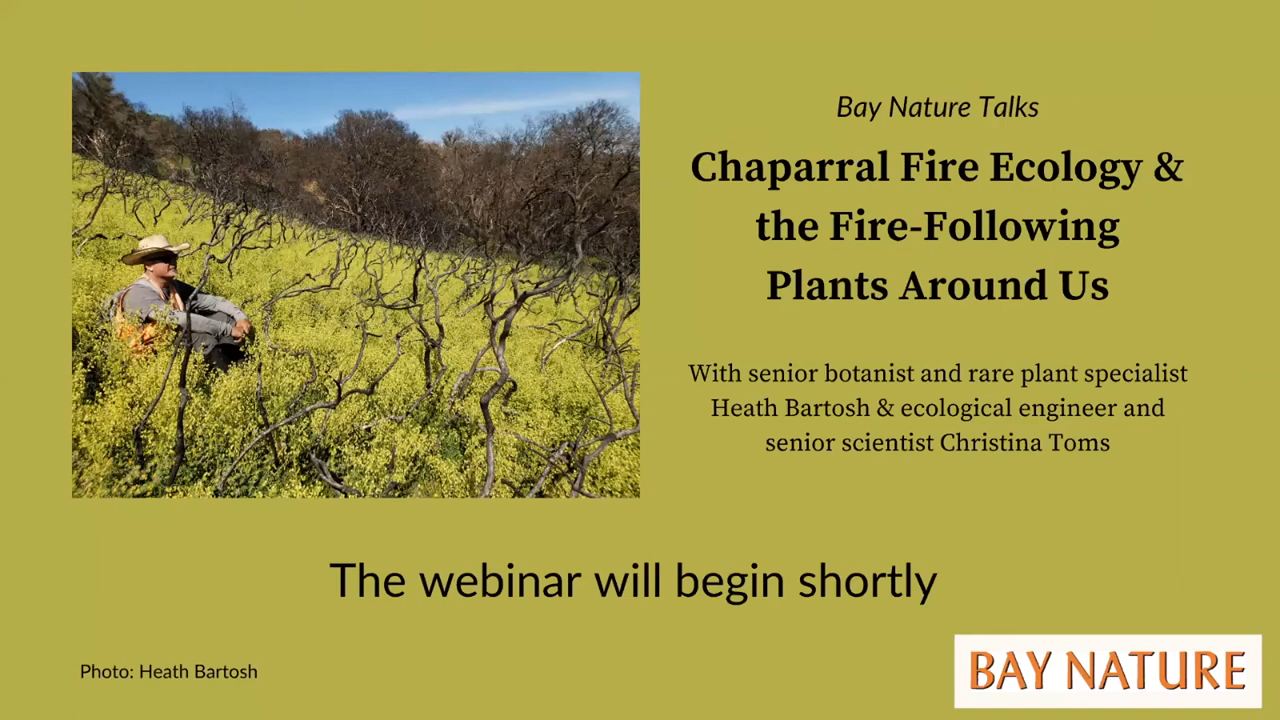 Bay Nature Talks
Chaparral Fire Ecology &
the Fire-Following
Plants Around Us
With senior botanist and rare plant specialist
Heath Bartosh & ecological engineer and
senior scientist Christina Toms
The webinar will begin shortly
Photo: Heath Bartosh
BAY NATURE